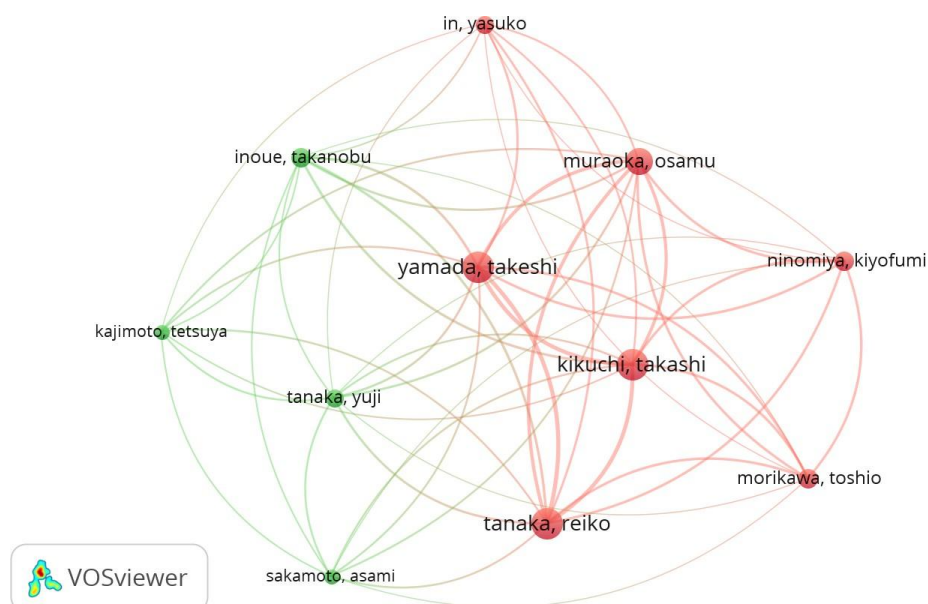 in, yasuko
inoue, takanobu
muraoka, osamu
yamada, takeshi
ninomiya, kiyofumi
kajimoto, tetsuya
kikuchi, takashi
tanaka, yuji
morikawa, toshio
tanaka, reiko
sakamoto, asami
VOSviewer